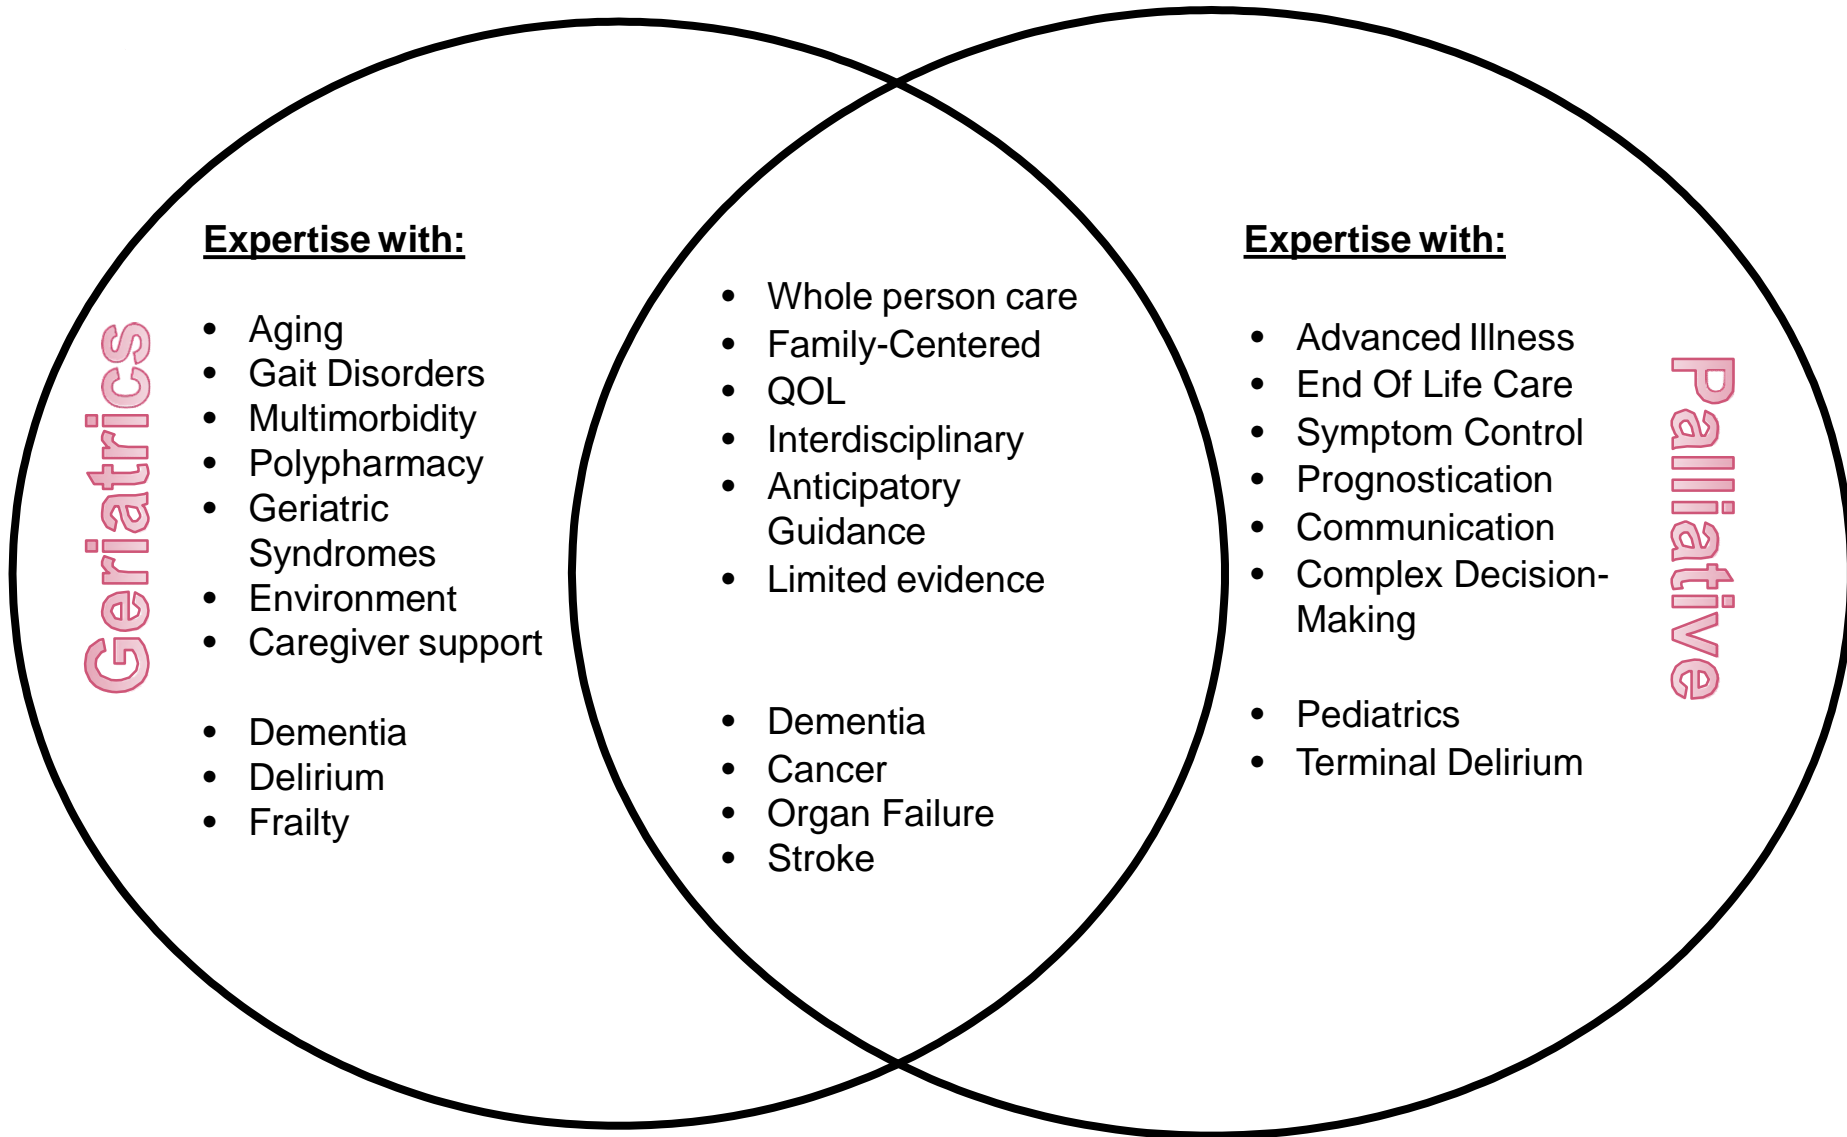 Geriatrics
Expertise with:
• Aging
• Gait Disorders
• Multimorbidity
• Polypharmacy
• Geriatric
Syndromes
• Environment
• Caregiver support
• Dementia
• Delirium
• Frailty
• Whole person care
• Family-Centered
• QOL
• Interdisciplinary
• Anticipatory
Guidance
• Limited evidence
• Dementia
• Cancer
• Organ Failure
• Stroke
Expertise with:
• Advanced Illness
• End Of Life Care
• Symptom Control
• Prognostication
• Communication
• Complex Decision-
Making
• Pediatrics
• Terminal Delirium
Palliative